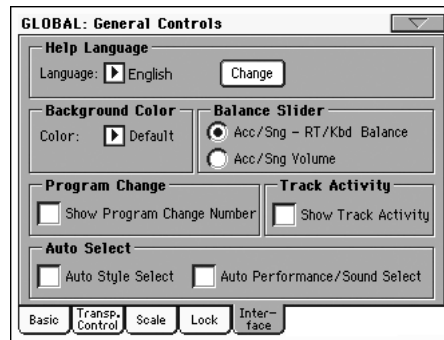 GLOBAL: General Controls
Help Language
Language: English Change
Background Color
Color: Default
Balance Slider
Acc/Sng - RT/Kbd Balance
Acc/Sng Volume
Program Change
Show Program Change Number
Track Activity
Show Track Activity
Auto Select
Auto Style Select Auto Performance/Sound Select
Basic
Transp.
Control
Scale
Lock
Inter-
face